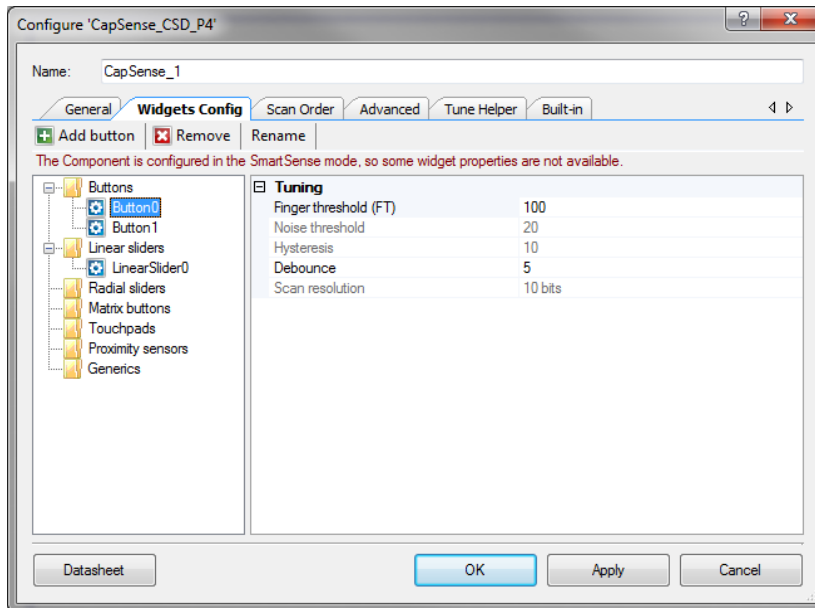 Configure 'CapSense_CSD_P4'
Name: CapSense_1
General Widgets Config Scan Order Advanced Tune Helper Built-in
Add button Remove Rename
The Component is configured in the SmartSense mode, so some widget properties are not available.
Buttons
Button0
Button1
Linear sliders
LinearSlider0
Radial sliders
Matrix buttons
Touchpads
Proximity sensors
Generics
Tuning
Finger threshold (FT) 100
Noise threshold 20
Hysteresis 10
Debounce 5
Scan resolution 10 bits
Datasheet OK Apply Cancel